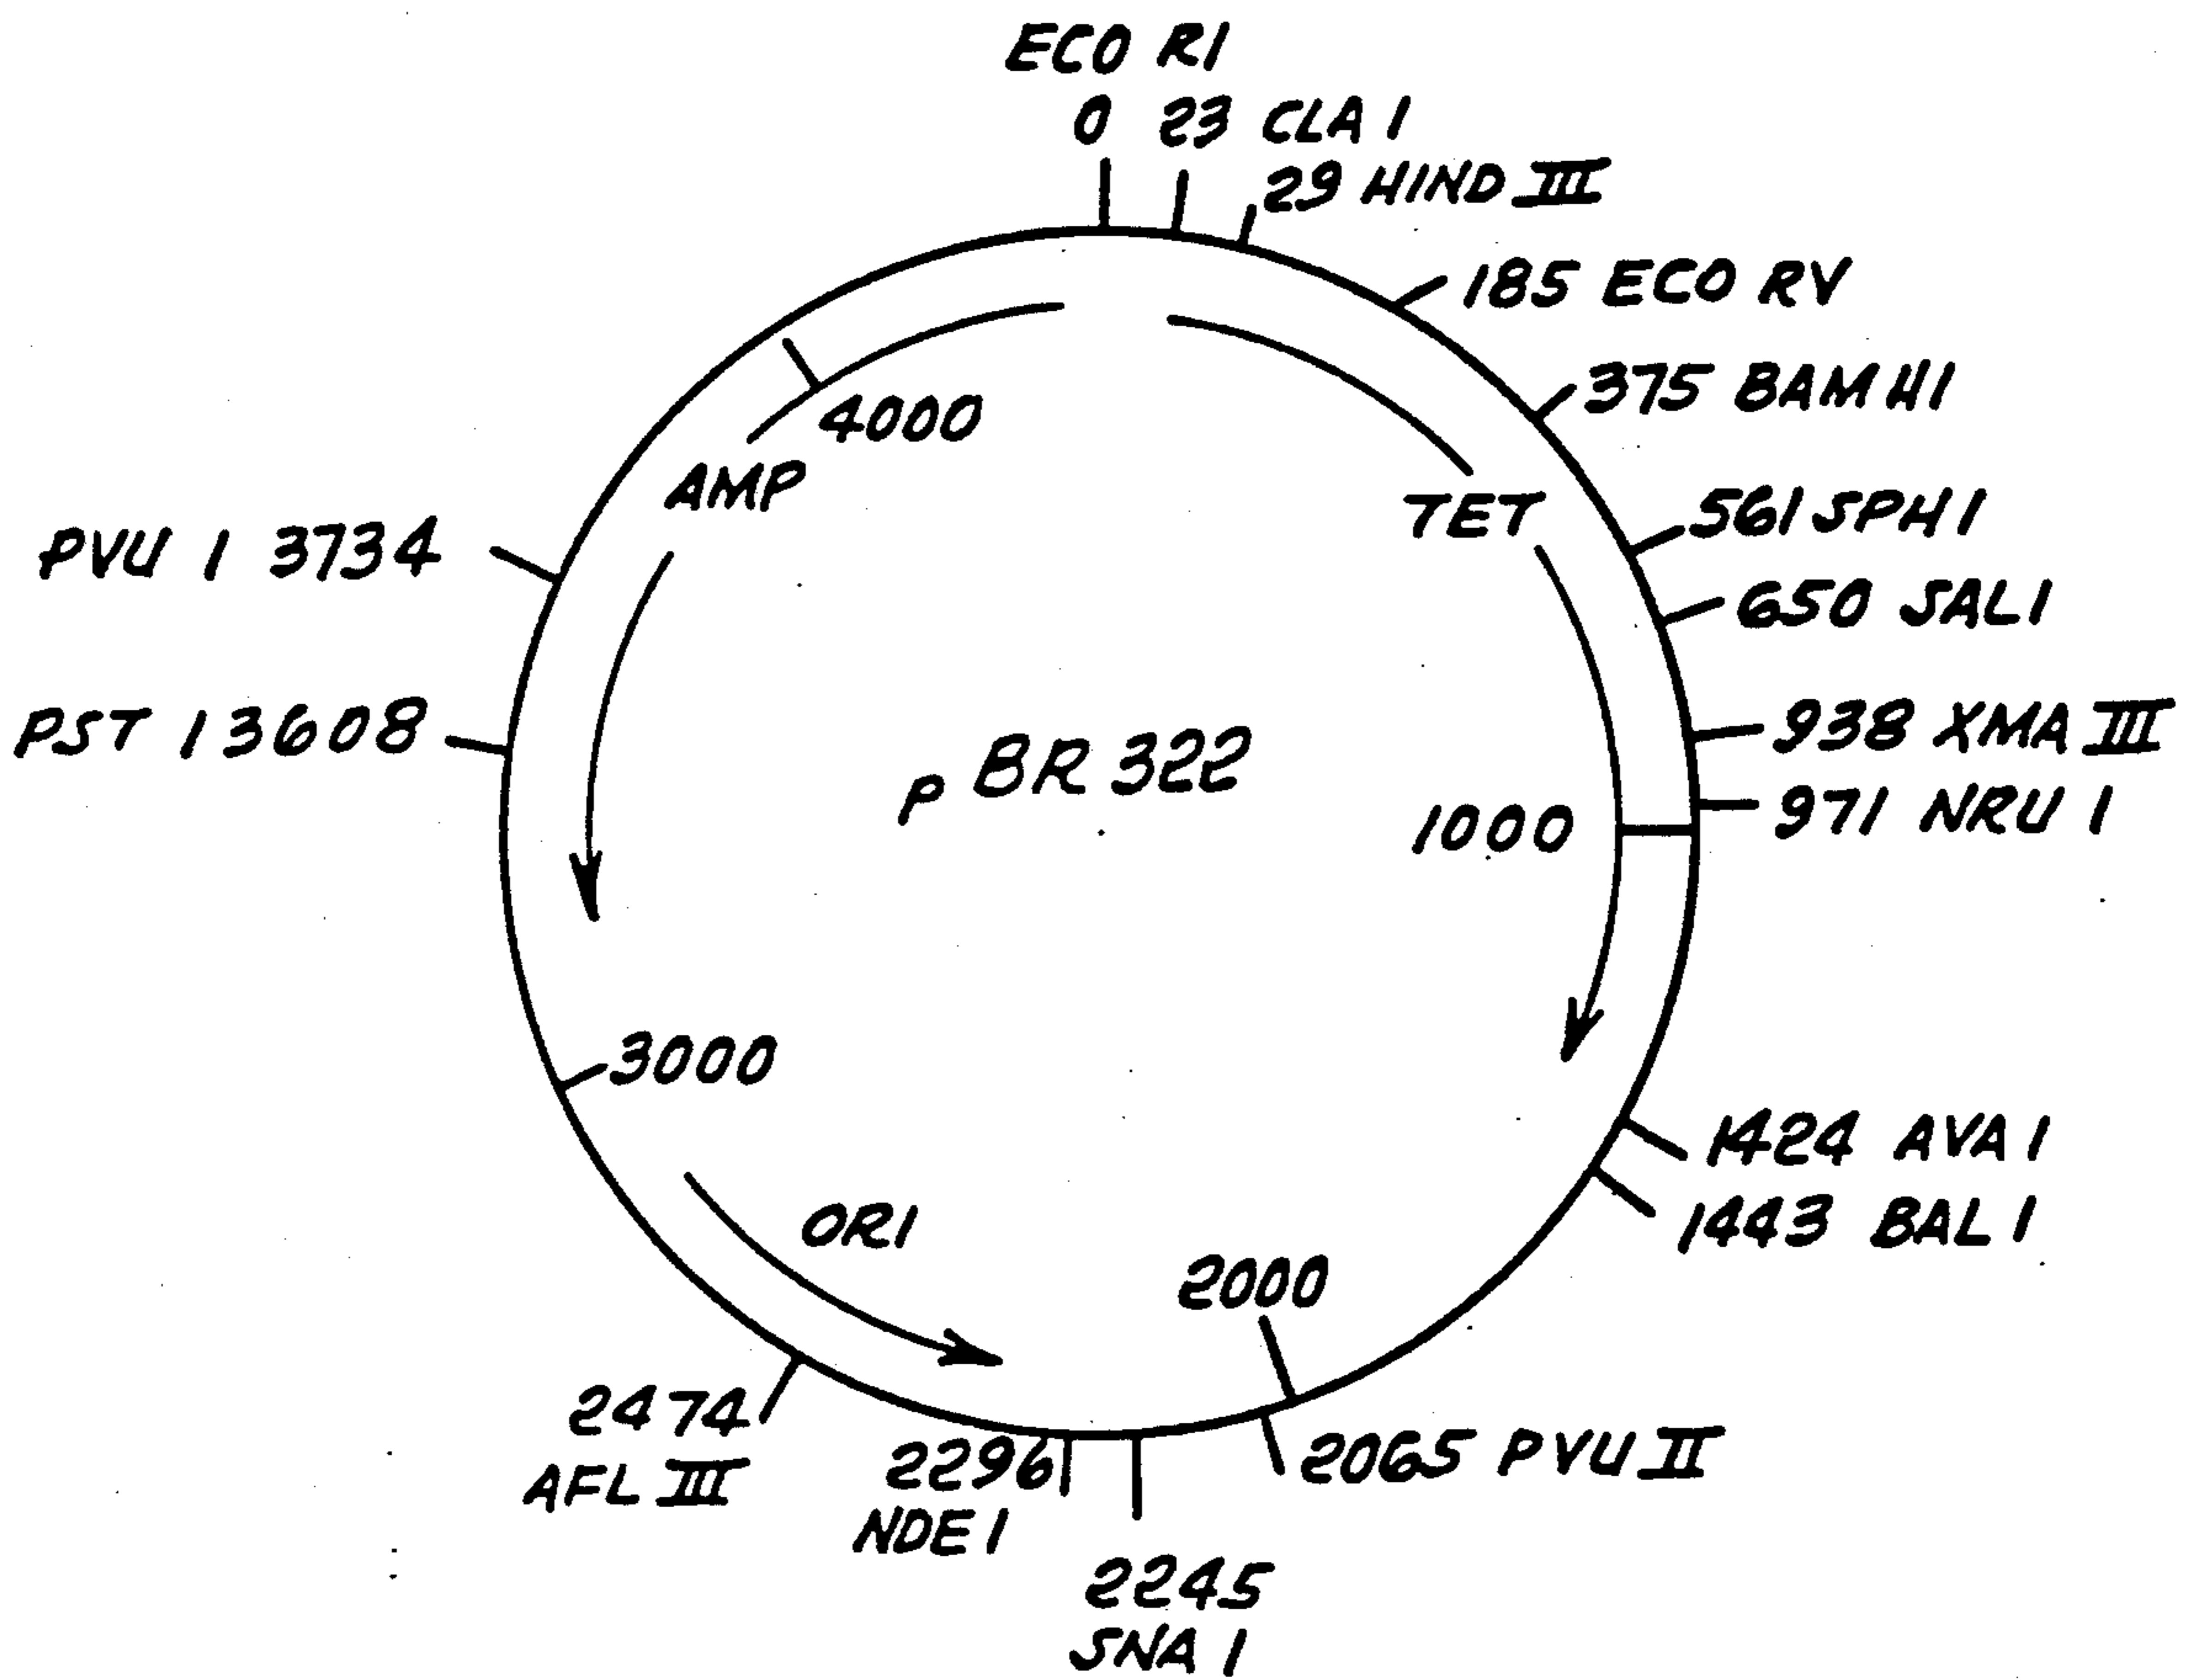 ECO RI
0 23 CLA I
29 HIND III
185 ECO RV
375 BAM HI
561 SPH I
650 SAL I
938 XMA III
971 NRU I
1000
1424 AVA I
1443 BAL I
2000
2065 PVU II
2245
SNA I
2296
NDE I
2474
AFL III
ORI
3000
PST I 3608
PVU I 3734
AMP
4000
TET
p BR 322